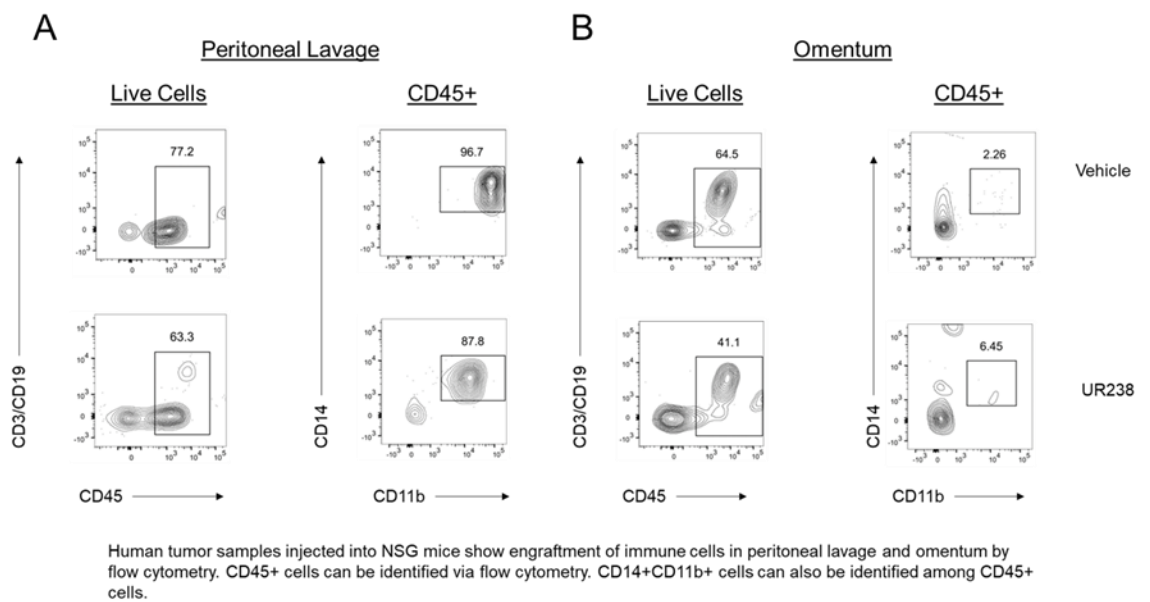 A
B
Peritoneal Lavage
Omentum
Live Cells
CD45+
Live Cells
CD45+
77.2
96.7
64.5
2.26
Vehicle
63.3
87.8
41.1
6.45
UR238
CD3/CD19
CD14
CD3/CD19
CD14
CD45
CD11b
CD45
CD11b
Human tumor samples injected into NSG mice show engraftment of immune cells in peritoneal lavage and omentum by
flow cytometry. CD45+ cells can be identified via flow cytometry. CD14+CD11b+ cells can also be identified among CD45+
cells.